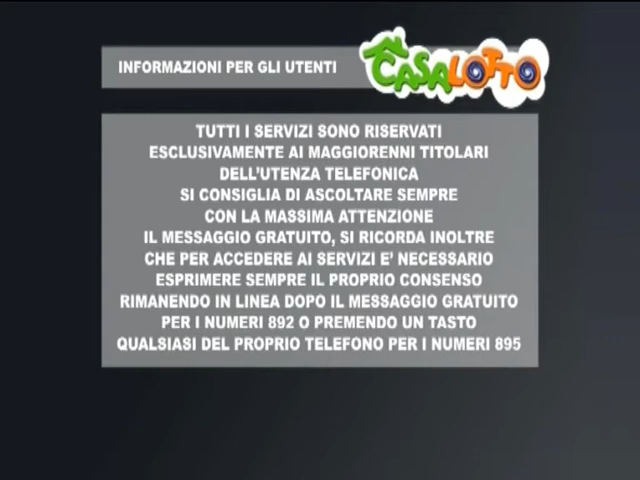 INFORMAZIONI PER GLI UTENTI
CASALOTTO
TUTTI I SERVIZI SONO RISERVATI
ESCLUSIVAMENTE AI MAGGIORENNI TITOLARI
DELL'UTENZA TELEFONICA
SI CONSIGLIA DI ASCOLTARE SEMPRE
CON LA MASSIMA ATTENZIONE
IL MESSAGGIO GRATUITO, SI RICORDA INOLTRE
CHE PER ACCEDERE AI SERVIZI E' NECESSARIO
ESPRIMERE SEMPRE IL PROPRIO CONSENSO
RIMANENDO IN LINEA DOPO IL MESSAGGIO GRATUITO
PER I NUMERI 892 O PREMENDO UN TASTO
QUALSIASI DEL PROPRIO TELEFONO PER I NUMERI 895